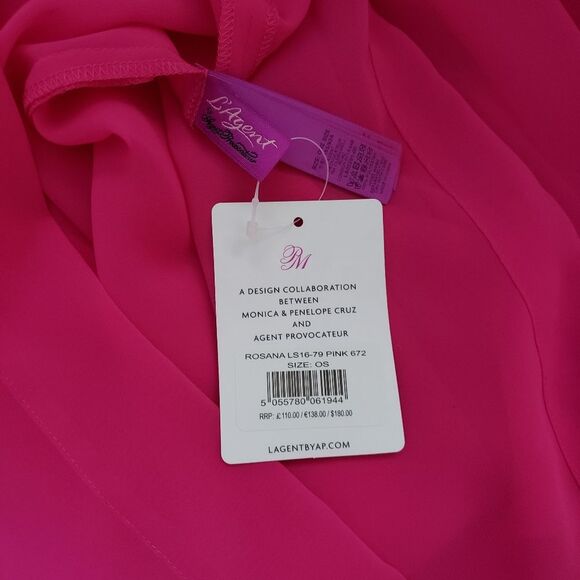 L'Agent
PM
A DESIGN COLLABORATION
BETWEEN
MONICA & PENELOPE CRUZ
AND
AGENT PROVOCATEUR
ROSANA LS16-79 PINK 672
SIZE: OS
5 055780 061944
RRP: £110.00 / €138.00 / $180.00
LAGENTBYAP.COM